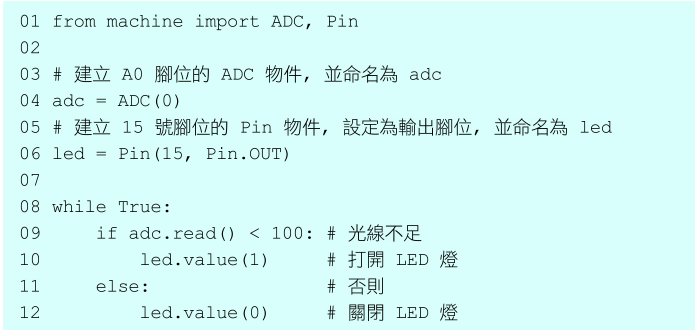 01 from machine import ADC, Pin
02
03 # 建立 A0 腳位的 ADC 物件, 並命名為 adc
04 adc = ADC(0)
05 # 建立 15 號腳位的 Pin 物件, 設定為輸出腳位, 並命名為 led
06 led = Pin(15, Pin.OUT)
07
08 while True:
09     if adc.read() < 100: # 光線不足
10         led.value(1)     # 打開 LED 燈
11     else:                # 否則
12         led.value(0)     # 關閉 LED 燈